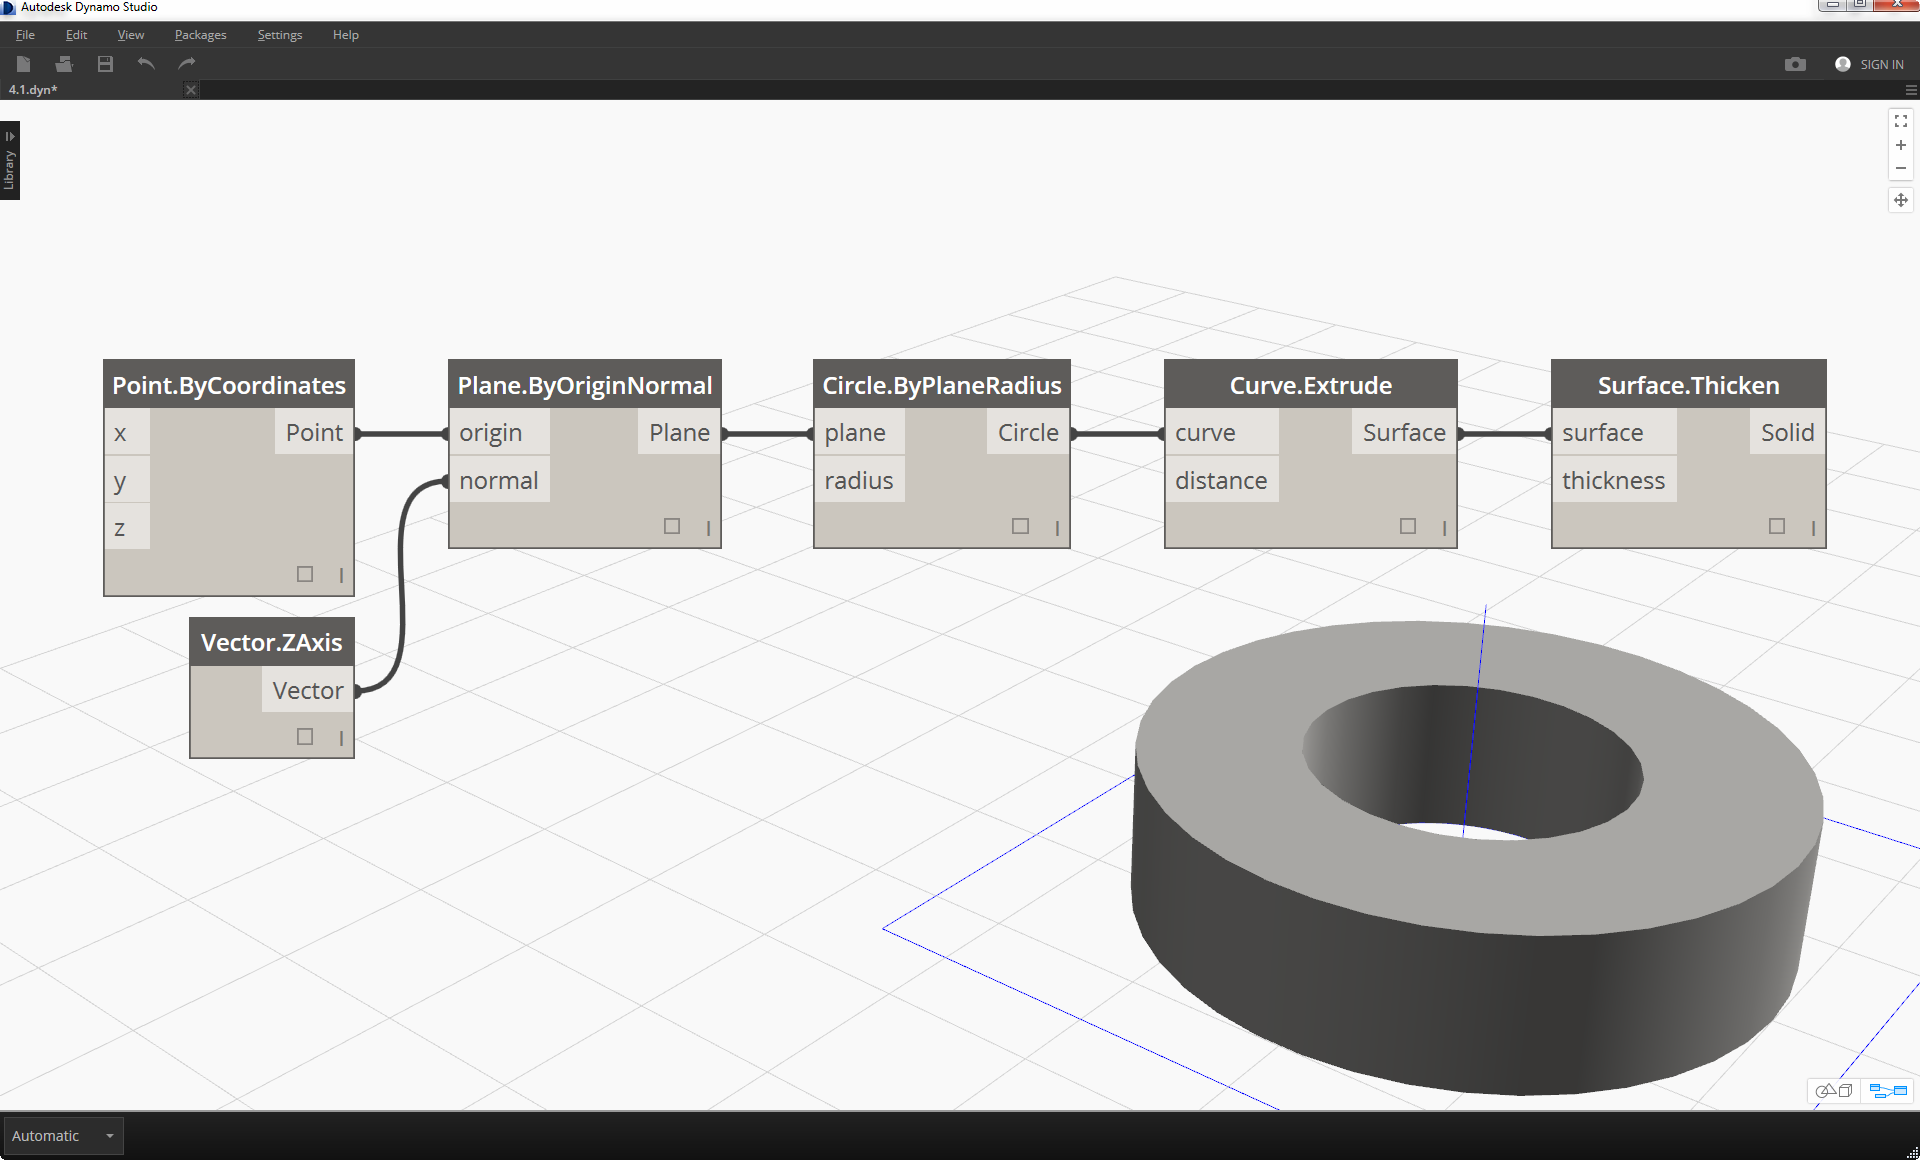 Autodesk Dynamo Studio
File Edit View Packages Settings Help
SIGN IN
4.1.dyn*
Library
Point.ByCoordinates
x Point
y
z
Plane.ByOriginNormal
origin Plane
normal
Circle.ByPlaneRadius
plane Circle
radius
Curve.Extrude
curve Surface
distance
Surface.Thicken
surface Solid
thickness
Vector.ZAxis
Vector
Automatic